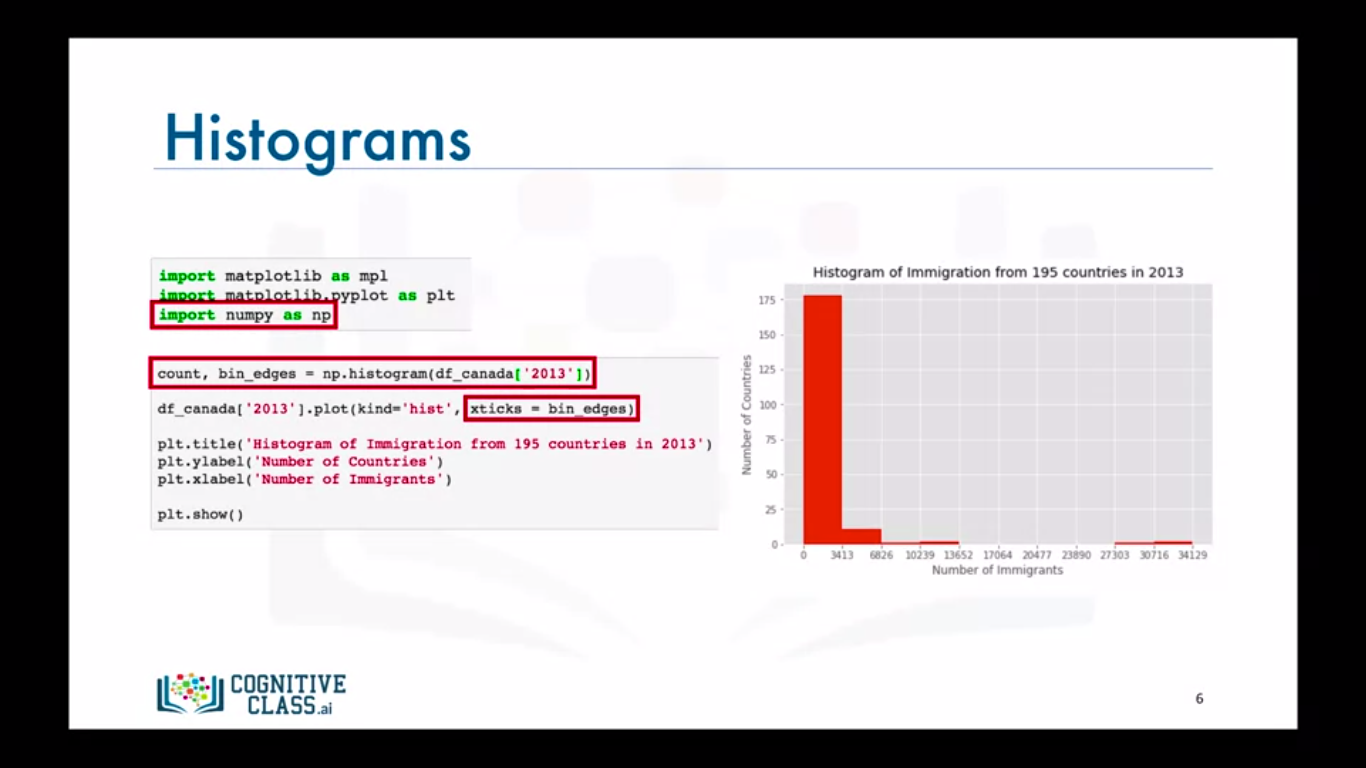 Histograms
import matplotlib as mpl
import matplotlib.pyplot as plt
import numpy as np
count, bin_edges = np.histogram(df_canada['2013'])
df_canada['2013'].plot(kind='hist', xticks = bin_edges)
plt.title('Histogram of Immigration from 195 countries in 2013')
plt.ylabel('Number of Countries')
plt.xlabel('Number of Immigrants')
plt.show()
Histogram of Immigration from 195 countries in 2013
Number of Countries
175
150
125
100
75
50
25
0
0 3413 6826 10239 13652 17064 20477 23890 27303 30716 34129
Number of Immigrants
COGNITIVE
CLASS.ai
6